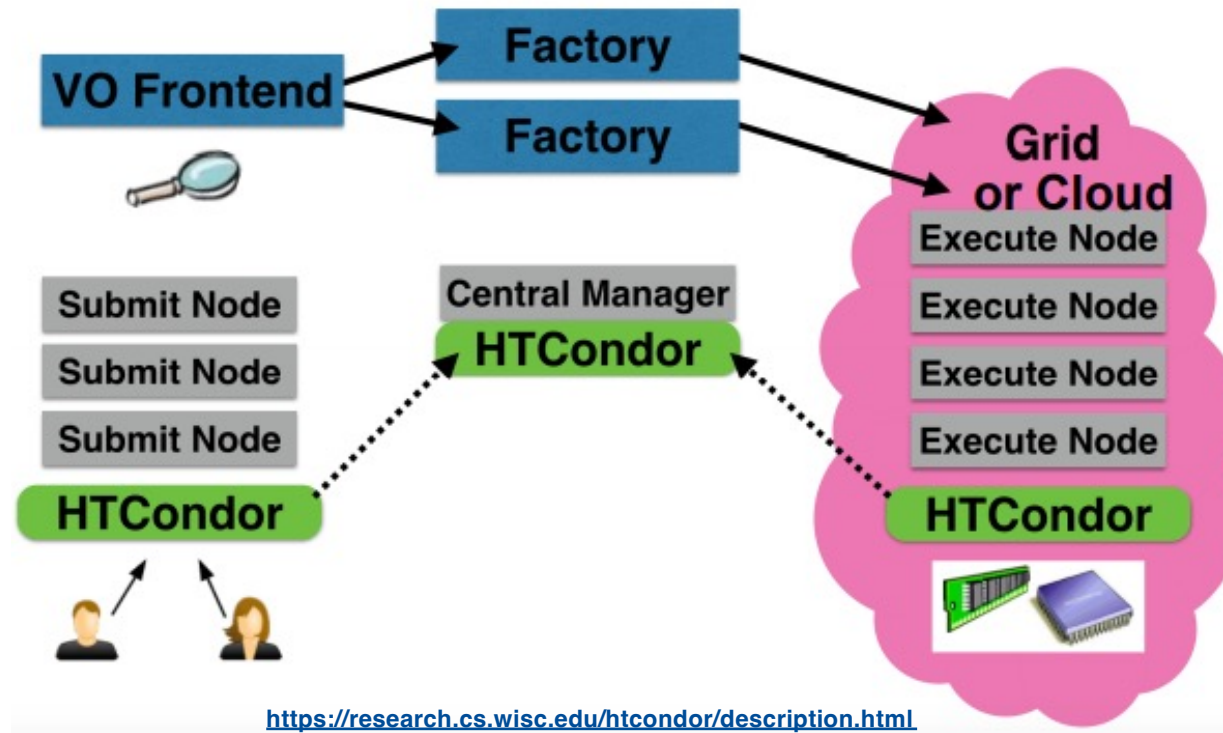 VO Frontend
Factory
Factory
Grid
or Cloud
Execute Node
Execute Node
Execute Node
Execute Node
HTCondor
Submit Node
Submit Node
Submit Node
HTCondor
Central Manager
HTCondor
https://research.cs.wisc.edu/htcondor/description.html